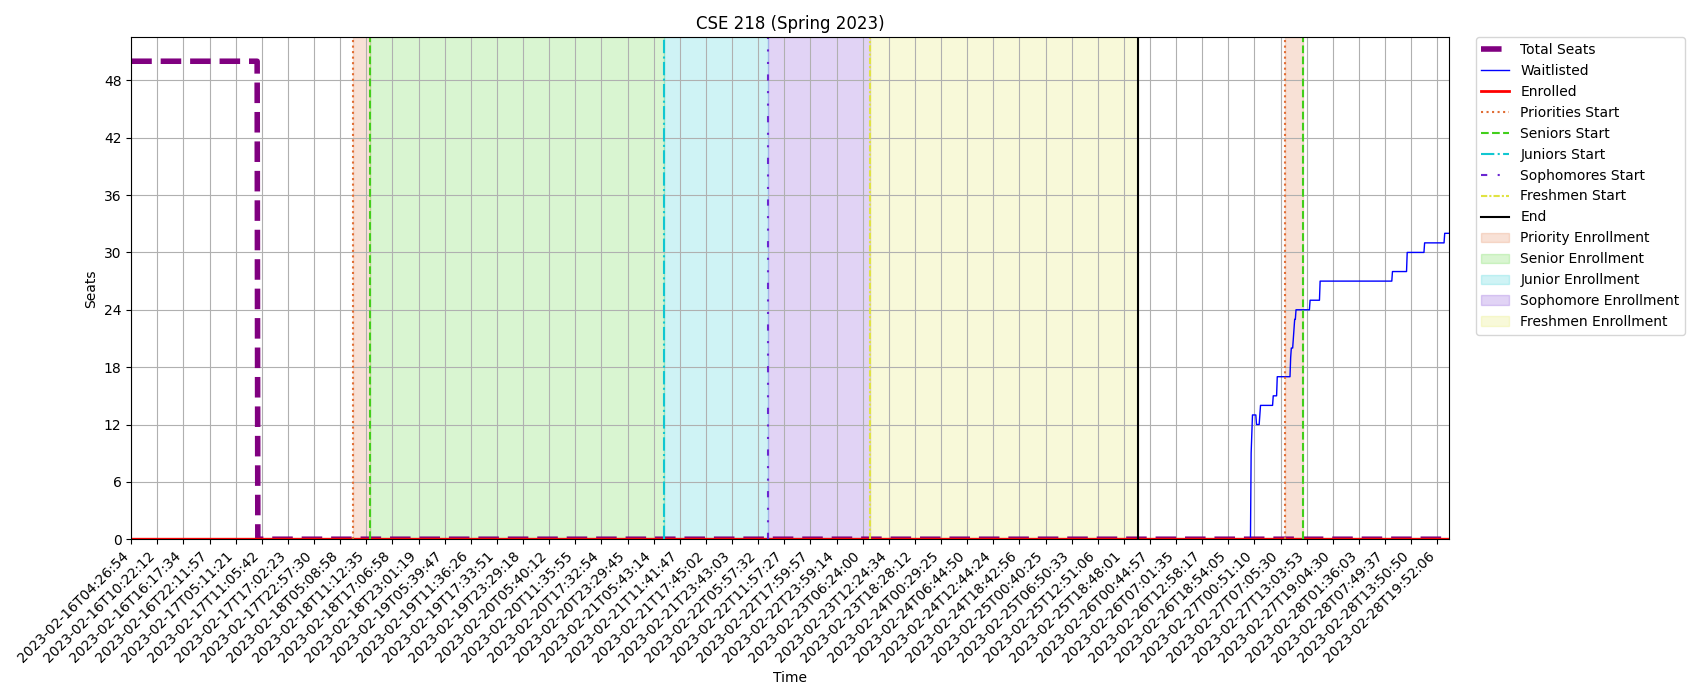 CSE 218 (Spring 2023)
Seats
48
42
36
30
24
18
12
6
0
2023-02-16T04:26:54
2023-02-16T10:22:12
2023-02-16T16:17:34
2023-02-16T22:11:57
2023-02-17T05:11:21
2023-02-17T11:05:42
2023-02-17T17:02:23
2023-02-17T22:57:30
2023-02-18T05:08:58
2023-02-18T11:12:35
2023-02-18T17:06:58
2023-02-18T23:01:19
2023-02-19T05:39:47
2023-02-19T11:36:26
2023-02-19T17:33:51
2023-02-19T23:29:18
2023-02-20T05:40:12
2023-02-20T11:35:55
2023-02-20T17:32:54
2023-02-20T23:29:45
2023-02-21T05:43:14
2023-02-21T11:41:47
2023-02-21T17:45:02
2023-02-21T23:43:03
2023-02-22T05:57:32
2023-02-22T11:57:27
2023-02-22T17:59:57
2023-02-22T23:59:14
2023-02-23T06:24:00
2023-02-23T12:24:34
2023-02-23T18:28:12
2023-02-24T00:29:25
2023-02-24T06:44:50
2023-02-24T12:44:24
2023-02-24T18:42:56
2023-02-25T00:40:25
2023-02-25T06:50:33
2023-02-25T12:51:06
2023-02-25T18:48:01
2023-02-26T00:44:57
2023-02-26T07:01:35
2023-02-26T12:58:17
2023-02-26T18:54:05
2023-02-27T00:51:10
2023-02-27T07:05:30
2023-02-27T13:03:53
2023-02-27T19:04:30
2023-02-28T01:36:03
2023-02-28T07:49:37
2023-02-28T13:50:50
2023-02-28T19:52:06
Time
Total Seats
Waitlisted
Enrolled
Priorities Start
Seniors Start
Juniors Start
Sophomores Start
Freshmen Start
End
Priority Enrollment
Senior Enrollment
Junior Enrollment
Sophomore Enrollment
Freshmen Enrollment